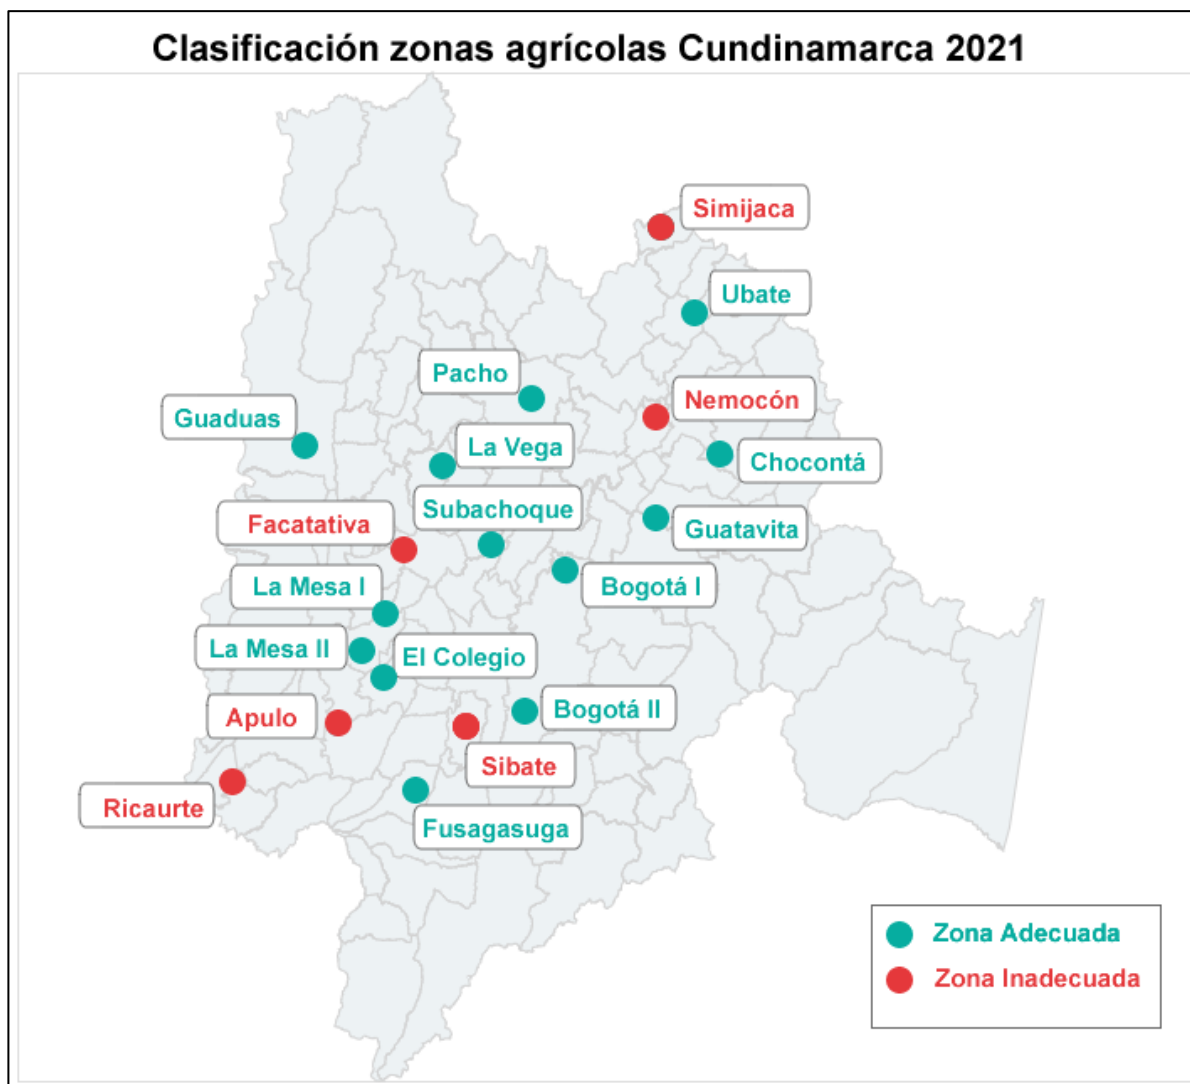 Clasificación zonas agrícolas Cundinamarca 2021
Simijaca
Ubate
Pacho
Nemocón
Guaduas
La Vega
Chocontá
Subachoque
Facatativa
Guatavita
La Mesa I
Bogotá I
La Mesa II
El Colegio
Apulo
Bogotá II
Sibate
Ricaurte
Fusagasuga
Zona Adecuada
Zona Inadecuada